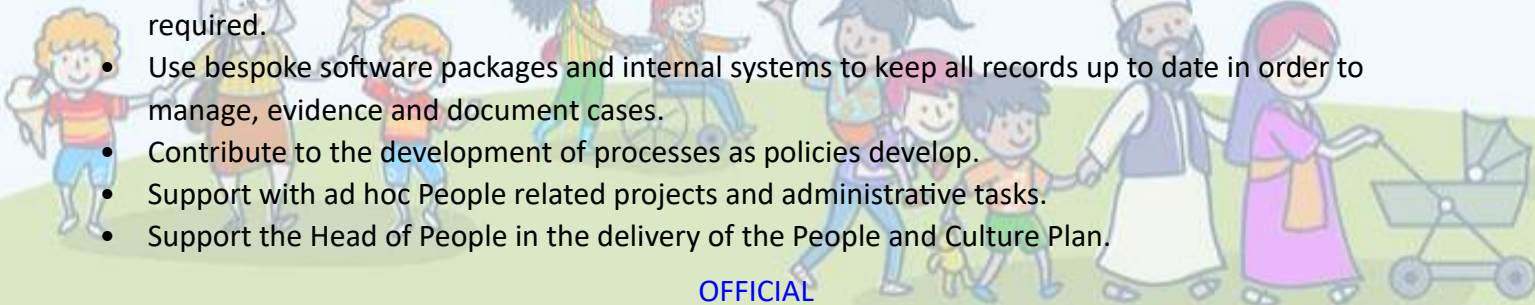 required.
• Use bespoke software packages and internal systems to keep all records up to date in order to
manage, evidence and document cases.
• Contribute to the development of processes as policies develop.
• Support with ad hoc People related projects and administrative tasks.
• Support the Head of People in the delivery of the People and Culture Plan.
OFFICIAL